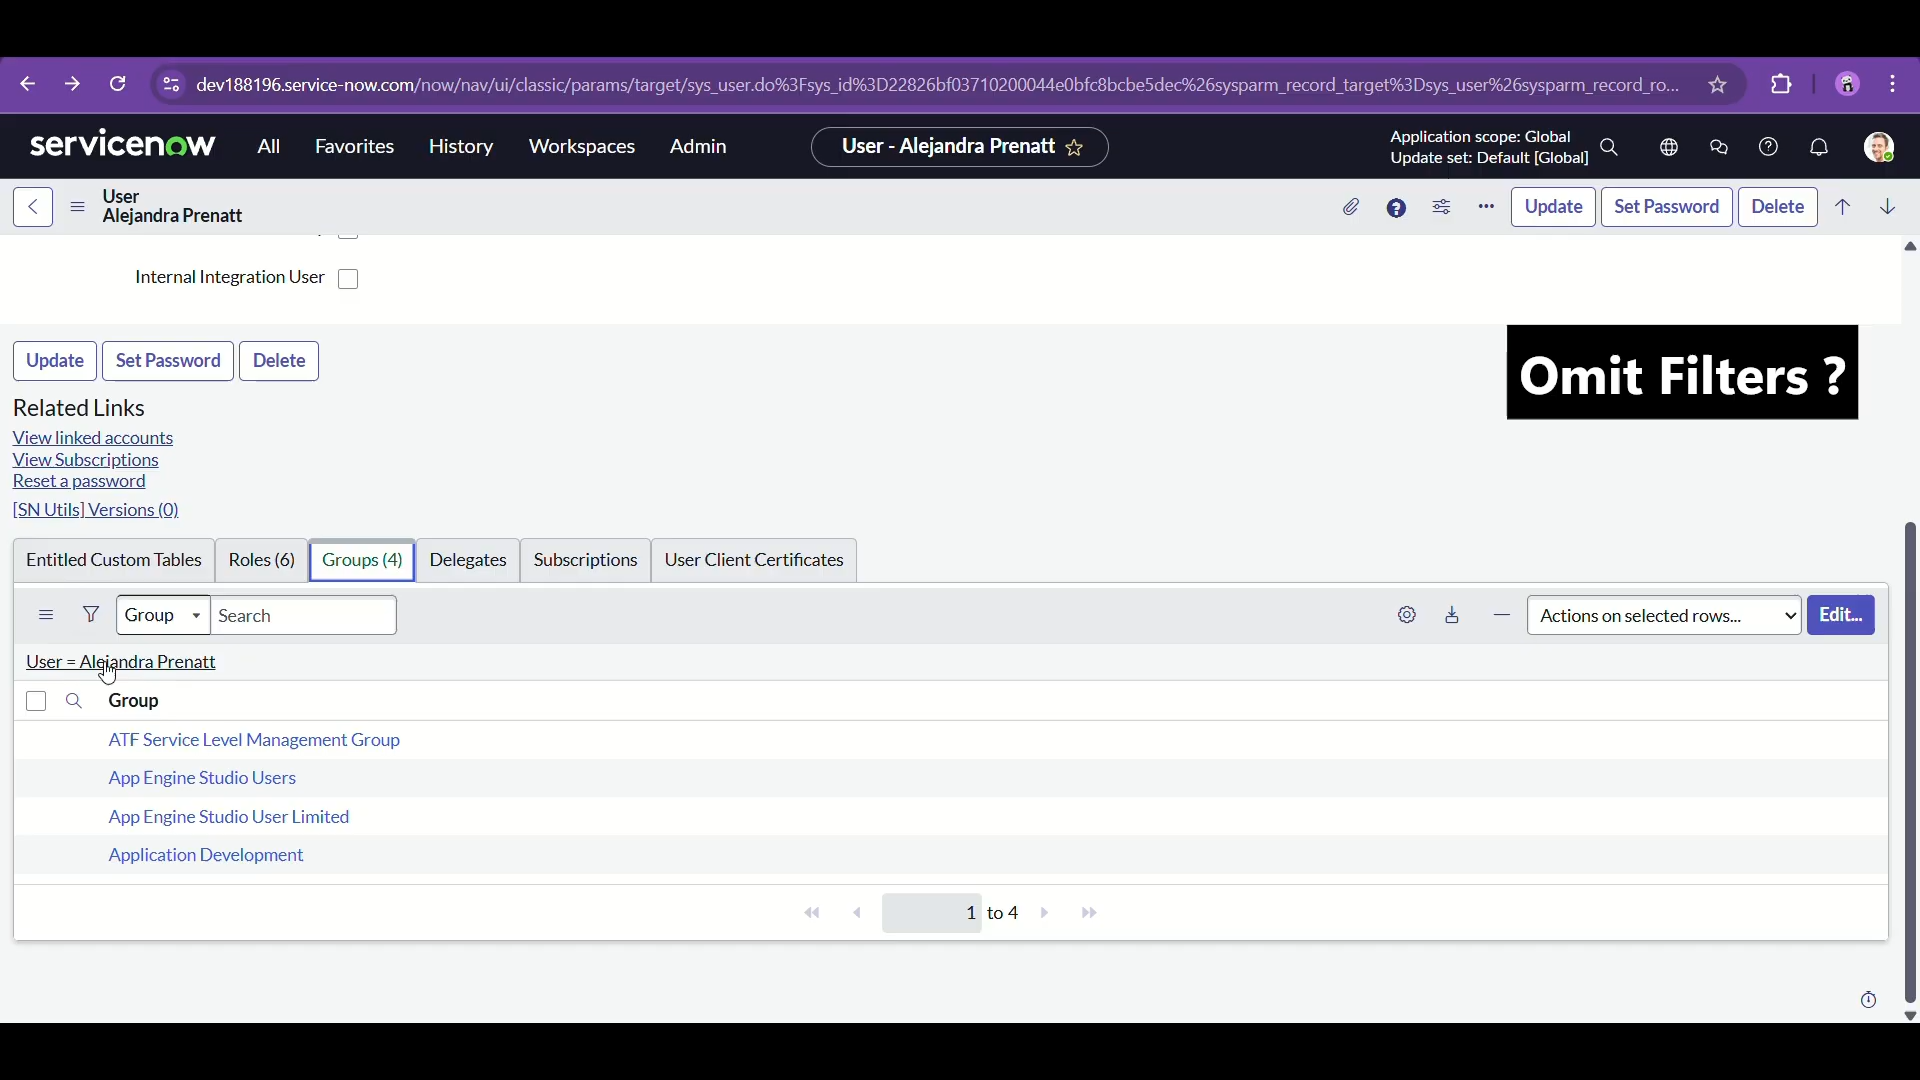 dev188196.service-now.com/now/nav/ui/classic/params/target/sys_user.do%3Fsys_id%3D22826bf03710200044e0bfc8bcbe5dec%26sysparm_record_target%3Dsys_user%26sysparm_record_ro...
servicenow All Favorites History Workspaces Admin User - Alejandra Prenatt Application scope: Global
Update set: Default [Global]
User
Alejandra Prenatt Update Set Password Delete
Internal Integration User
Update Set Password Delete
Omit Filters ?
Related Links
View linked accounts
View Subscriptions
Reset a password
[SN Utils] Versions (0)
Entitled Custom Tables Roles (6) Groups (4) Delegates Subscriptions User Client Certificates
Group Search Actions on selected rows... Edit...
User = Alejandra Prenatt
Group
ATF Service Level Management Group
App Engine Studio Users
App Engine Studio User Limited
Application Development
1 to 4